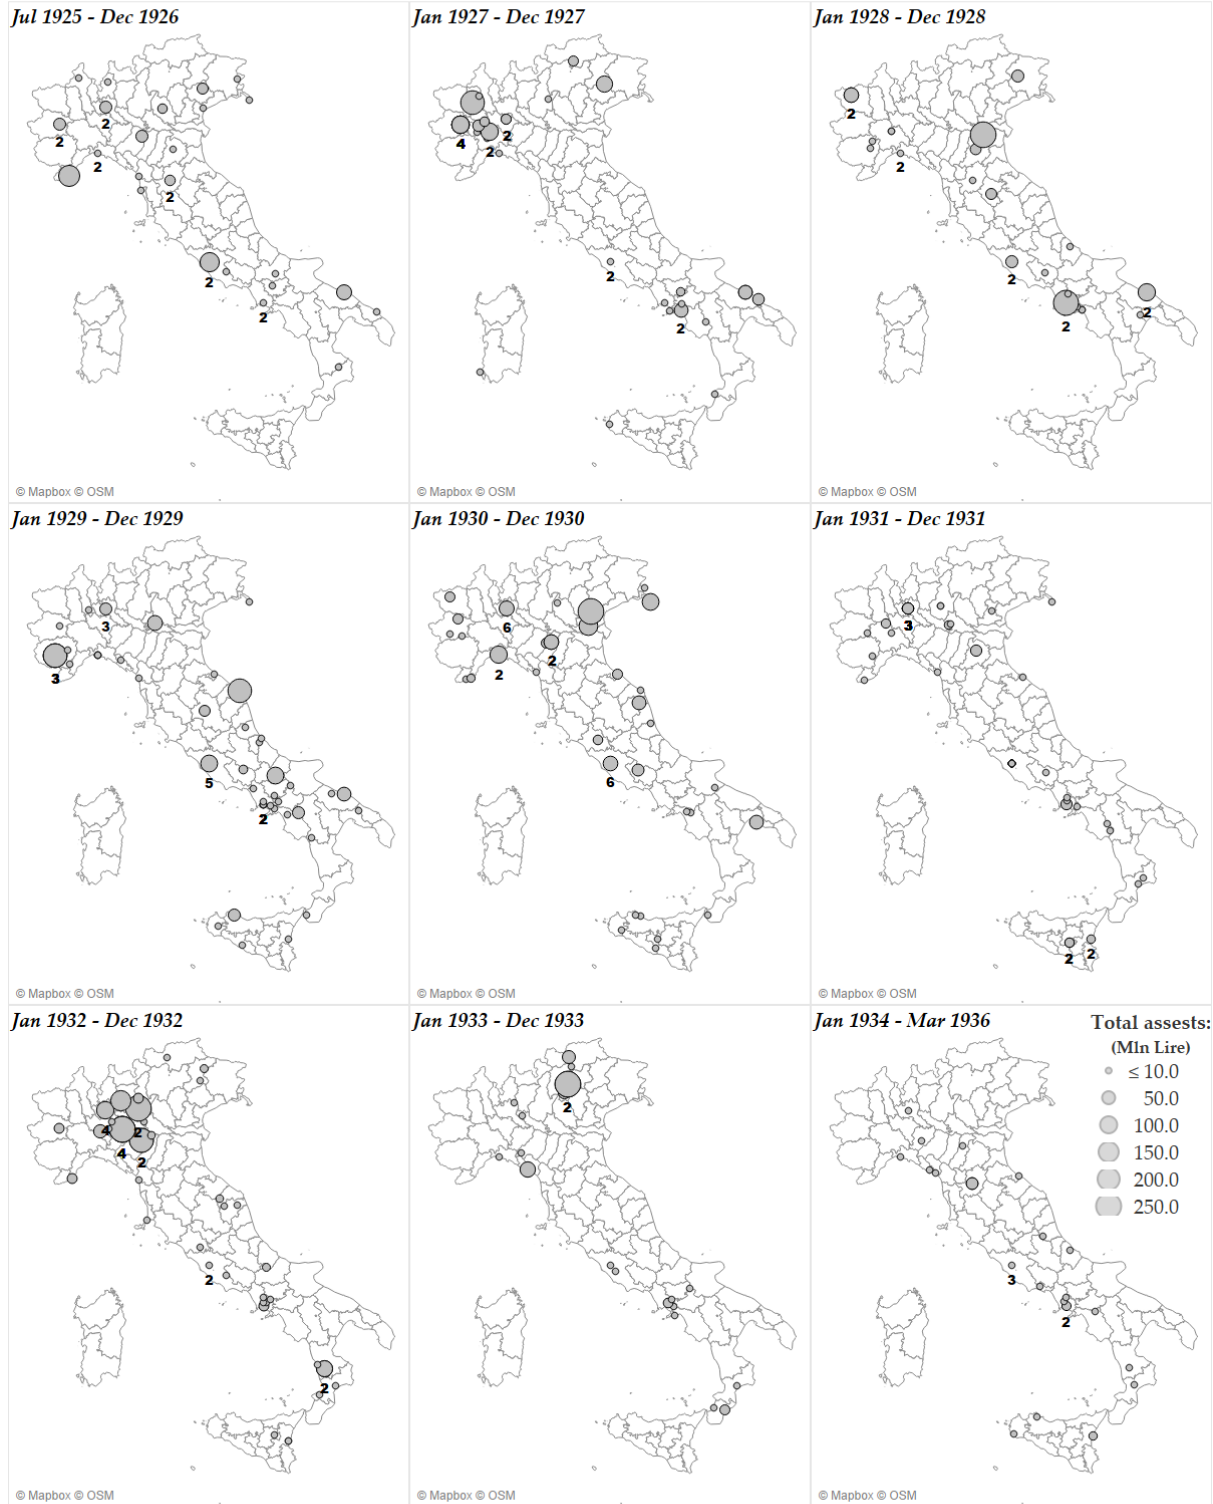 Jul 1925 - Dec 1926
Jan 1927 - Dec 1927
Jan 1928 - Dec 1928
2
2
2
2
2
2
4
2
2
2
2
2
2
2
2
2
© Mapbox © OSM
© Mapbox © OSM
© Mapbox © OSM
Jan 1929 - Dec 1929
Jan 1930 - Dec 1930
Jan 1931 - Dec 1931
3
3
5
2
6
2
2
6
3
2
2
© Mapbox © OSM
© Mapbox © OSM
© Mapbox © OSM
Jan 1932 - Dec 1932
Jan 1933 - Dec 1933
Jan 1934 - Mar 1936
Total assests:
(Mln Lire)
≤ 10.0
50.0
100.0
150.0
200.0
250.0
4
2
4
2
2
2
2
3
2
© Mapbox © OSM
© Mapbox © OSM
© Mapbox © OSM